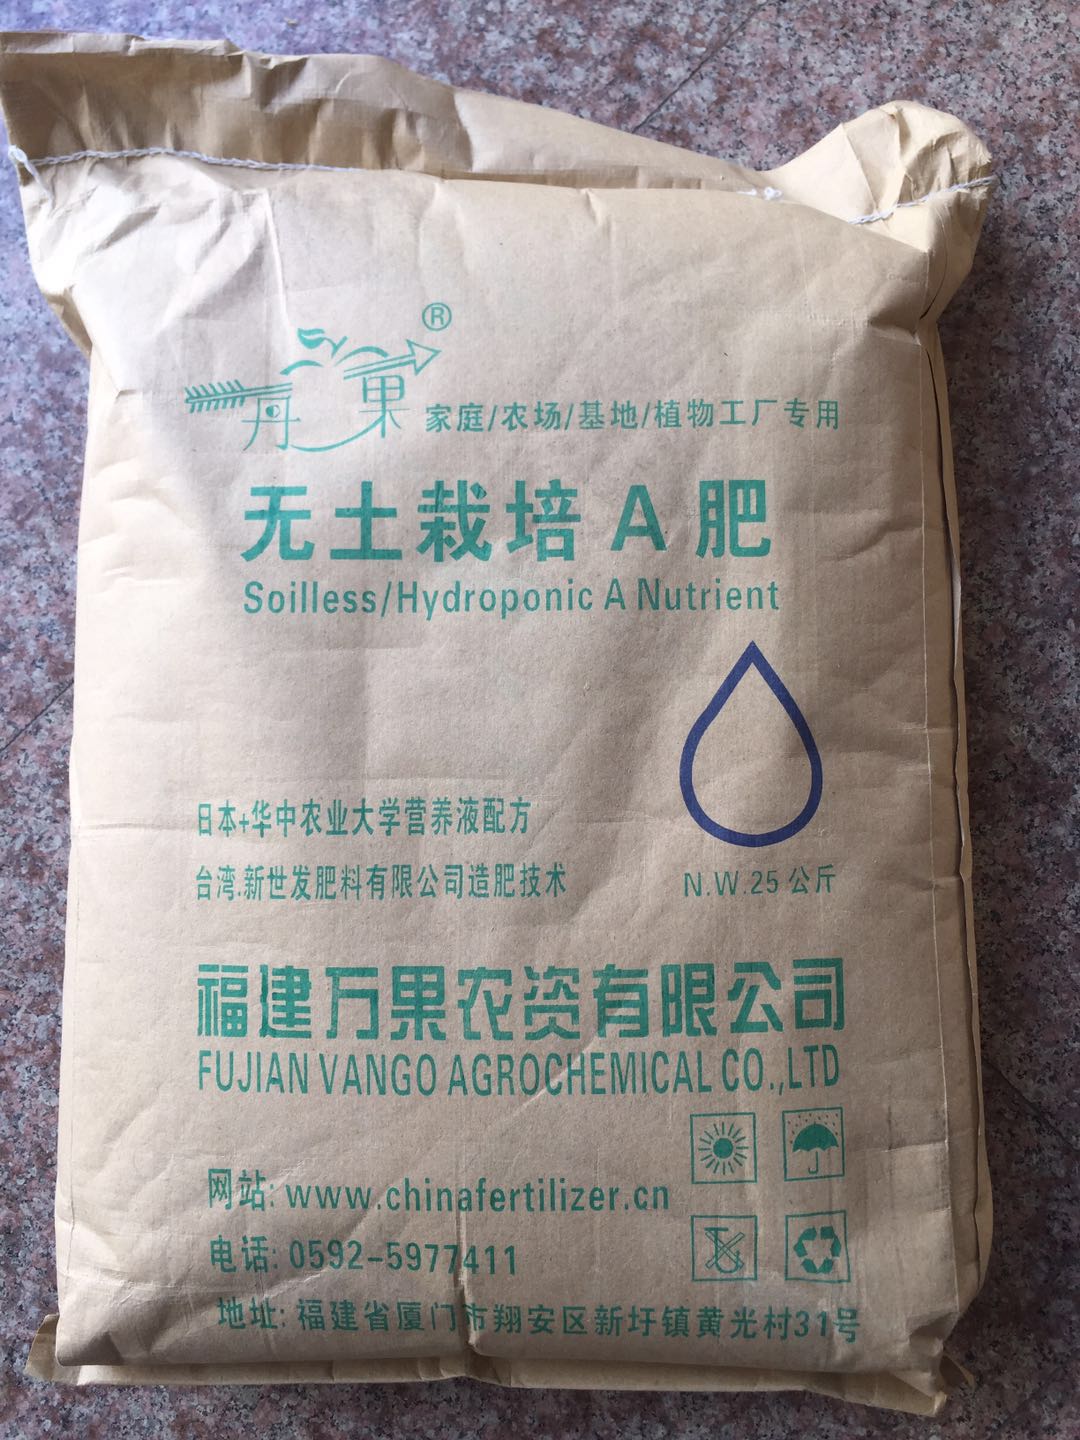 ®
丹果
家庭/农场/基地/植物工厂专用
无土栽培 A 肥
Soilless/Hydroponic A Nutrient
日本+华中农业大学营养液配方
台湾.新世发肥料有限公司造肥技术
N.W.25公斤
福建万果农资有限公司
FUJIAN VANGO AGROCHEMICAL CO.,LTD
网站: www.chinafertilizer.cn
电话: 0592-5977411
地址: 福建省厦门市翔安区新圩镇黄光村31号